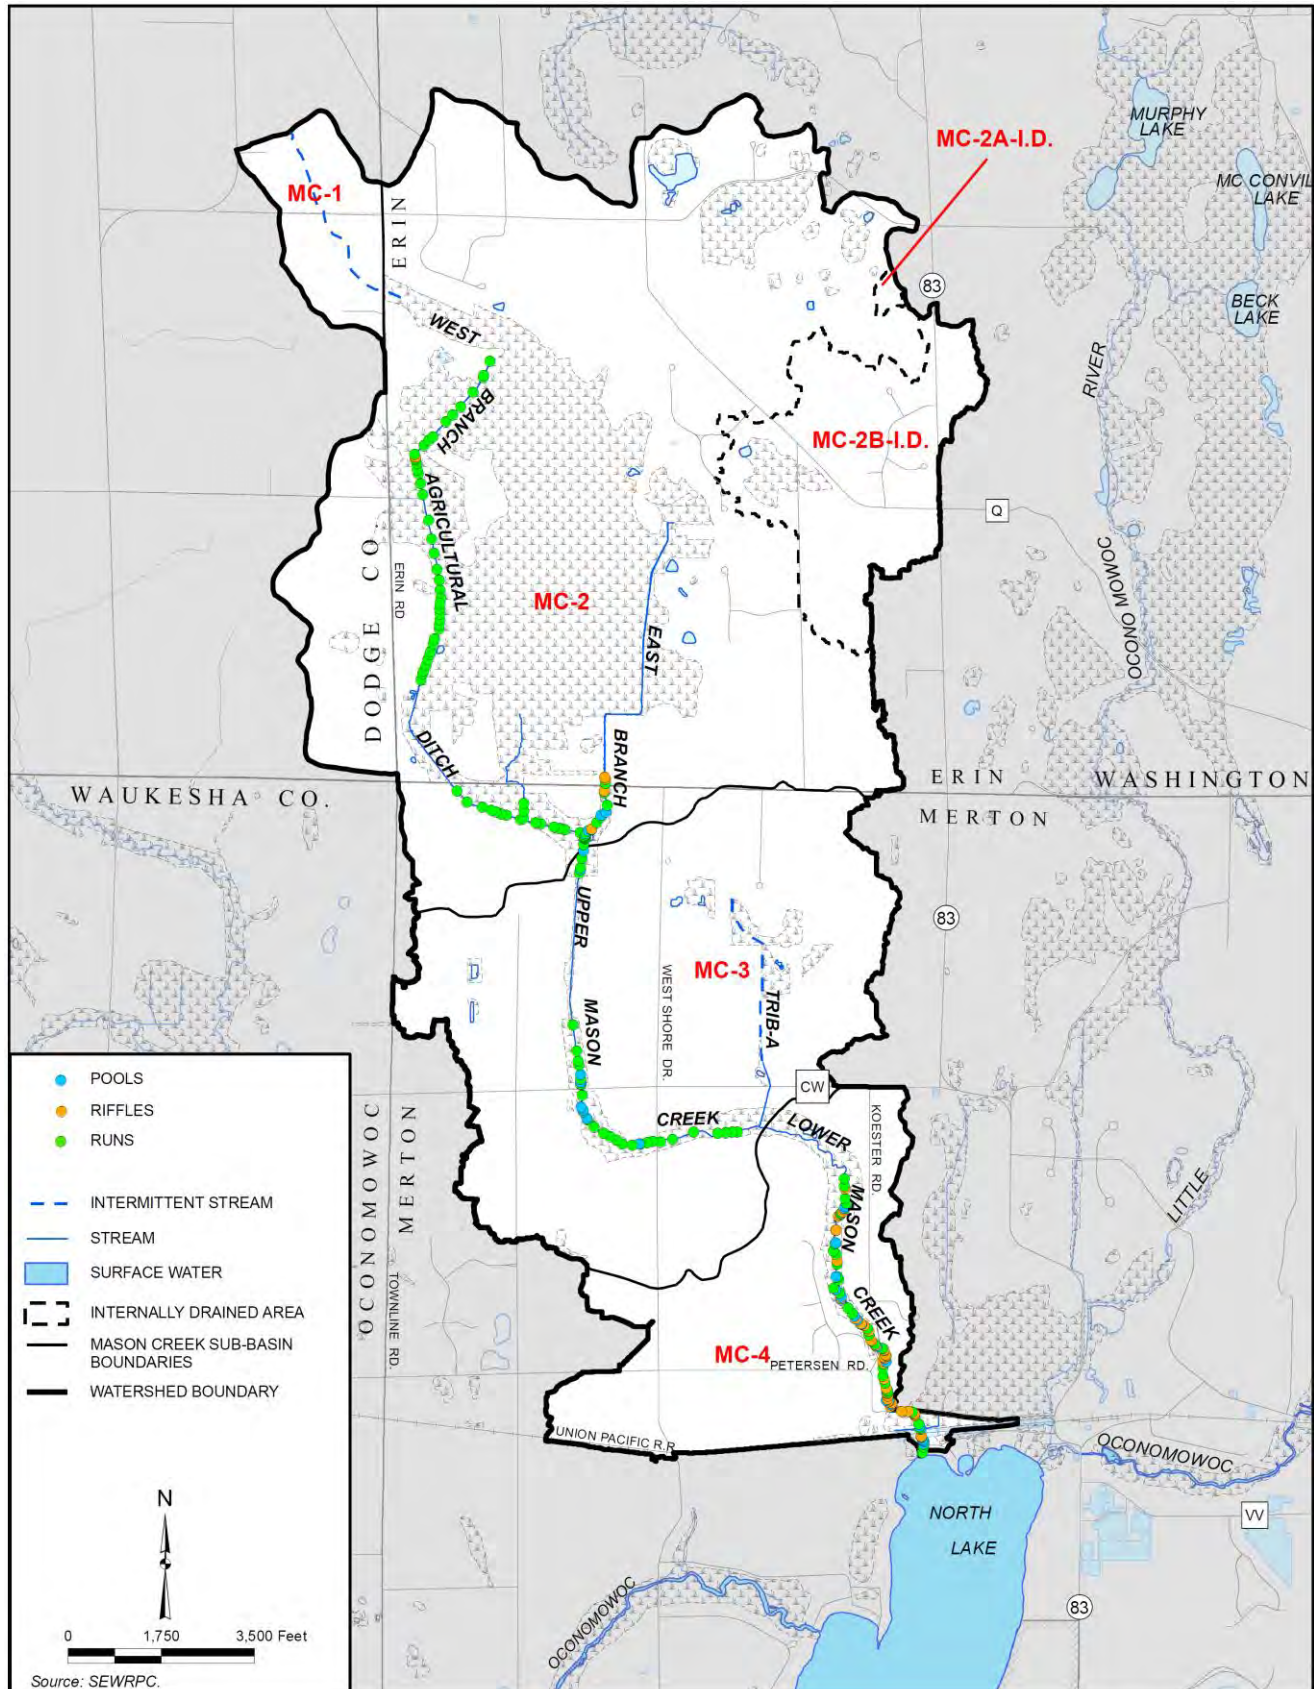 MURPHY
LAKE
MC-2A-I.D.
MC CONVIL
LAKE
MC-1
ERIN
83
BECK
LAKE
WEST
BRANCH
RIVER
MC-2B-I.D.
AGRICULTURAL
Q
DODGE CO.
ERIN RD
MC-2
EAST
OCONOMOWOC
DITCH
BRANCH
ERIN
WASHINGTON
WAUKESHA CO.
MERTON
UPPER
83
MC-3
WEST SHORE DR.
TRIB-A
MASON
POOLS
RIFFLES
RUNS
CW
CREEK
LOWER
KOESTER RD.
OCONOMOWOC
MERTON
LITTLE
MASON
INTERMITTENT STREAM
STREAM
SURFACE WATER
INTERNALLY DRAINED AREA
TOWNLINE RD.
CREEK
MASON CREEK SUB-BASIN
BOUNDARIES
WATERSHED BOUNDARY
MC-4
PETERSEN RD.
UNION PACIFIC R.R
OCONOMOWOC
N
NORTH
LAKE
VV
83
OCONOMOWOC
0 1,750 3,500 Feet
Source: SEWRPC.